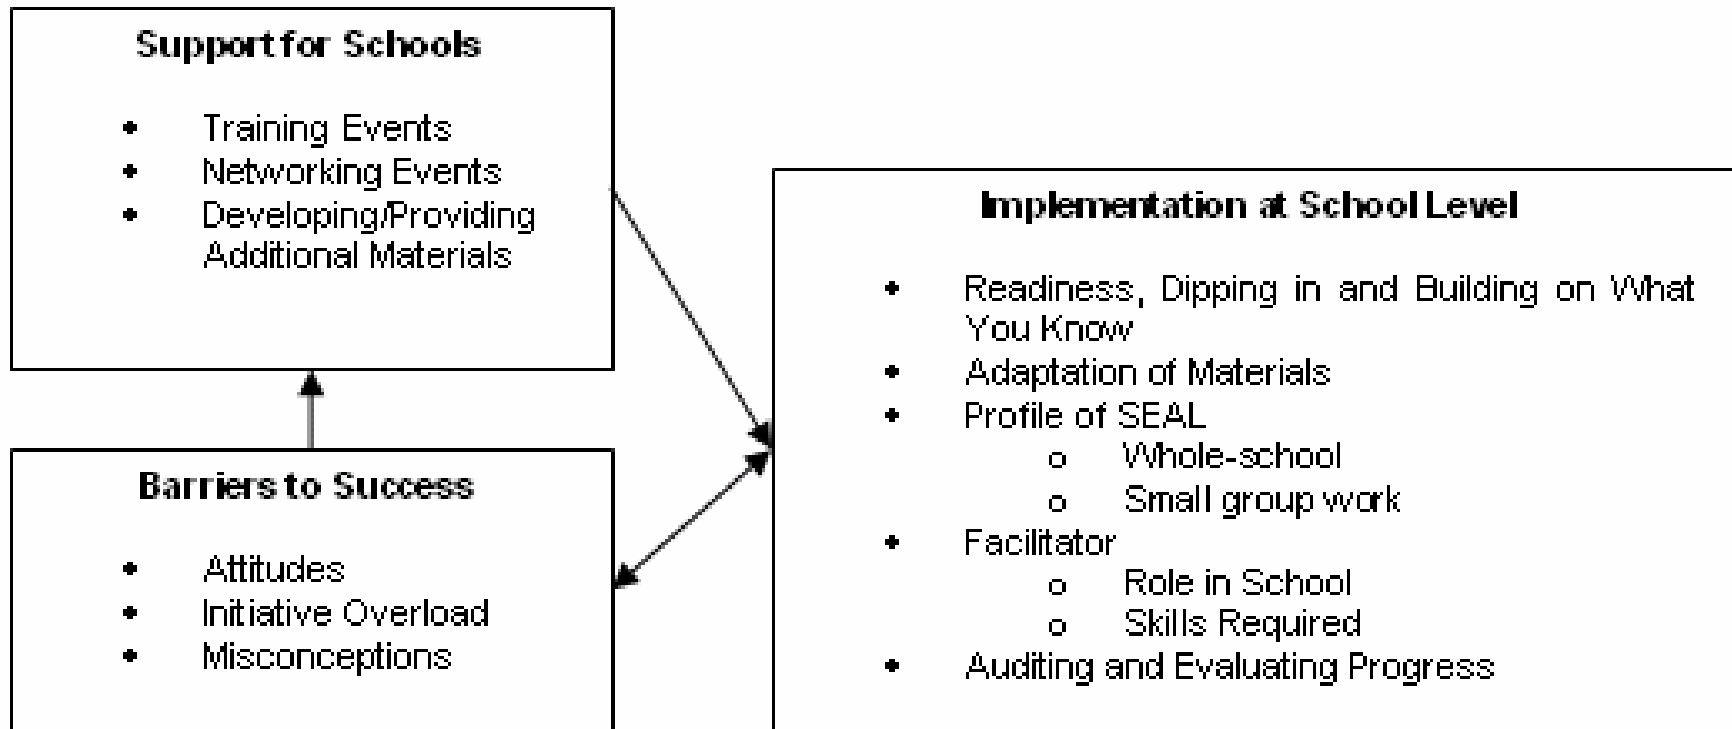 Support for Schools
• Training Events
• Networking Events
• Developing/Providing
Additional Materials
Barriers to Success
• Attitudes
• Initiative Overload
• Misconceptions
Implementation at School Level
• Readiness, Dipping in and Building on What
You Know
• Adaptation of Materials
• Profile of SEAL
o Whole-school
o Small group work
• Facilitator
o Role in School
o Skills Required
• Auditing and Evaluating Progress